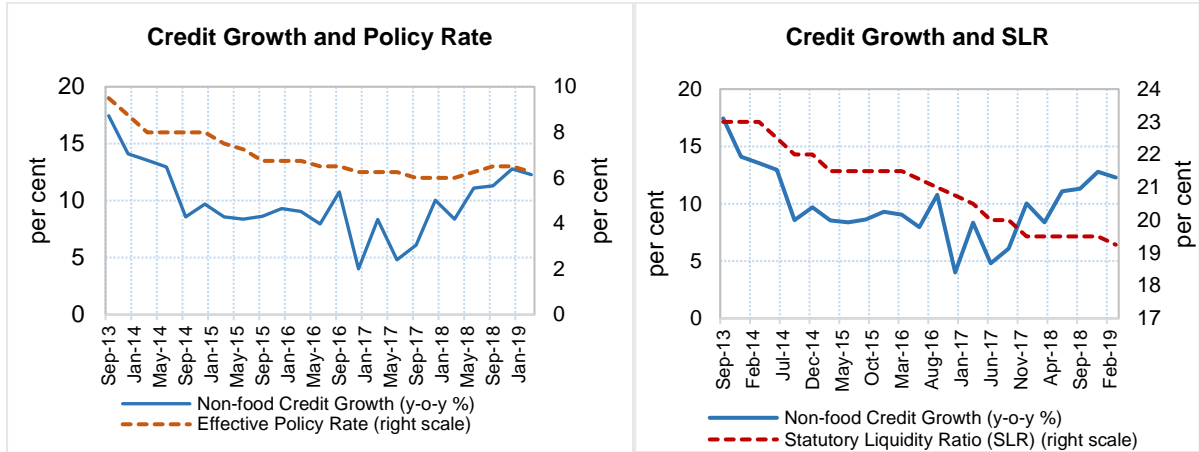 Credit Growth and Policy Rate
per cent
20
15
10
5
0
10
8
6
4
2
0
per cent
Sep-13
Jan-14
May-14
Sep-14
Jan-15
May-15
Sep-15
Jan-16
May-16
Sep-16
Jan-17
May-17
Sep-17
Jan-18
May-18
Sep-18
Jan-19
Non-food Credit Growth (y-o-y %)
Effective Policy Rate (right scale)
Credit Growth and SLR
per cent
20
15
10
5
0
24
23
22
21
20
19
18
17
per cent
Sep-13
Feb-14
Jul-14
Dec-14
May-15
Oct-15
Mar-16
Aug-16
Jan-17
Jun-17
Nov-17
Apr-18
Sep-18
Feb-19
Non-food Credit Growth (y-o-y %)
Statutory Liquidity Ratio (SLR) (right scale)